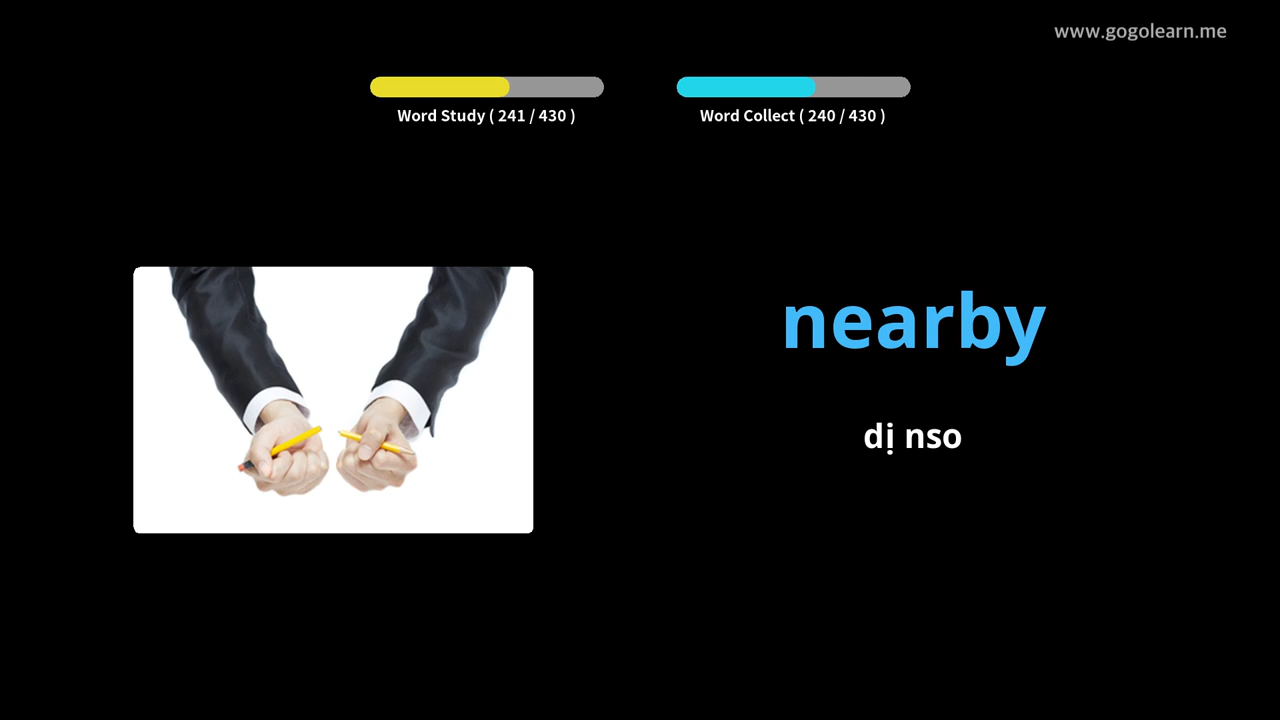 www.gogolearn.me
Word Study ( 241 / 430 )
Word Collect ( 240 / 430 )
nearby
dị nso